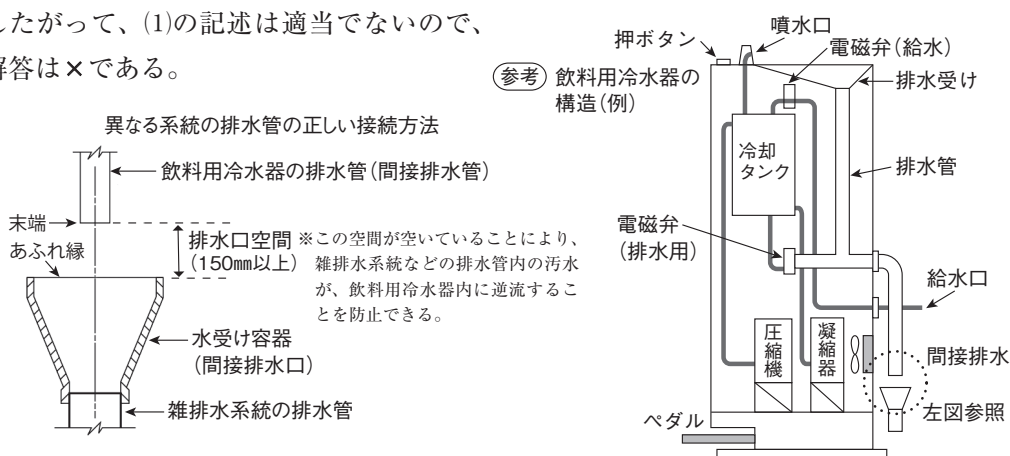 したがって、⑴の記述は適当でないので、
解答は×である。
異なる系統の排水管の正しい接続方法
飲料用冷水器の排水管(間接排水管)
末端
あふれ縁
排水口空間
(150mm以上)
※この空間が空いていることにより、
雑排水系統などの排水管内の汚水
が、飲料用冷水器内に逆流するこ
とを防止できる。
水受け容器
(間接排水口)
雑排水系統の排水管
参考 飲料用冷水器の
構造(例)
押ボタン
噴水口
電磁弁(給水)
排水受け
冷却
タンク
排水管
電磁弁
(排水用)
給水口
圧縮機
凝縮器
間接排水
左図参照
ペダル